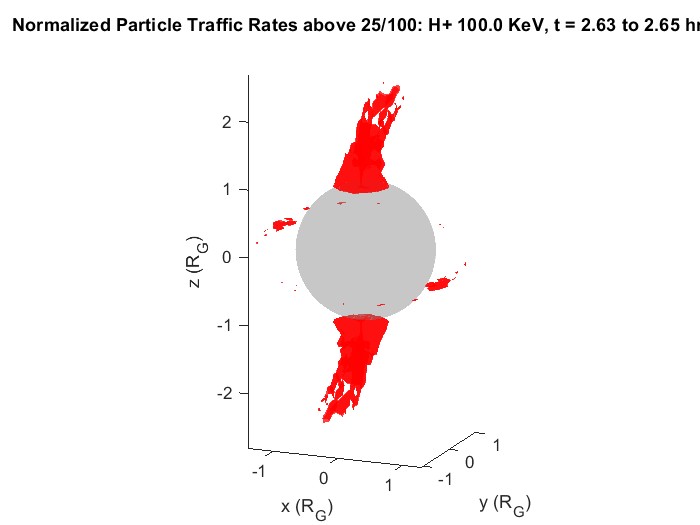 Normalized Particle Traffic Rates above 25/100: H+ 100.0 KeV, t = 2.63 to 2.65 hr
2
1
0
-1
-2
z (R_G)
-1
0
1
x (R_G)
-1
0
1
y (R_G)